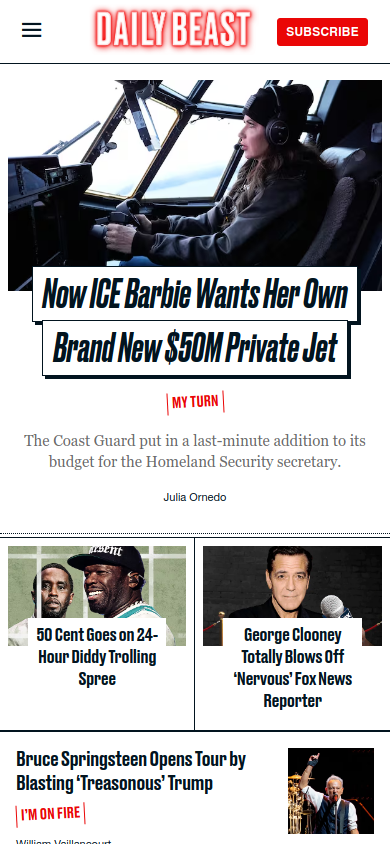 DAILY BEAST
SUBSCRIBE
Now ICE Barbie Wants Her Own
Brand New $50M Private Jet
MY TURN
The Coast Guard put in a last-minute addition to its
budget for the Homeland Security secretary.
Julia Ornedo
50 Cent Goes on 24-
Hour Diddy Trolling
Spree
George Clooney
Totally Blows Off
‘Nervous’ Fox News
Reporter
Bruce Springsteen Opens Tour by
Blasting ‘Treasonous’ Trump
I’M ON FIRE
William Vaillancourt